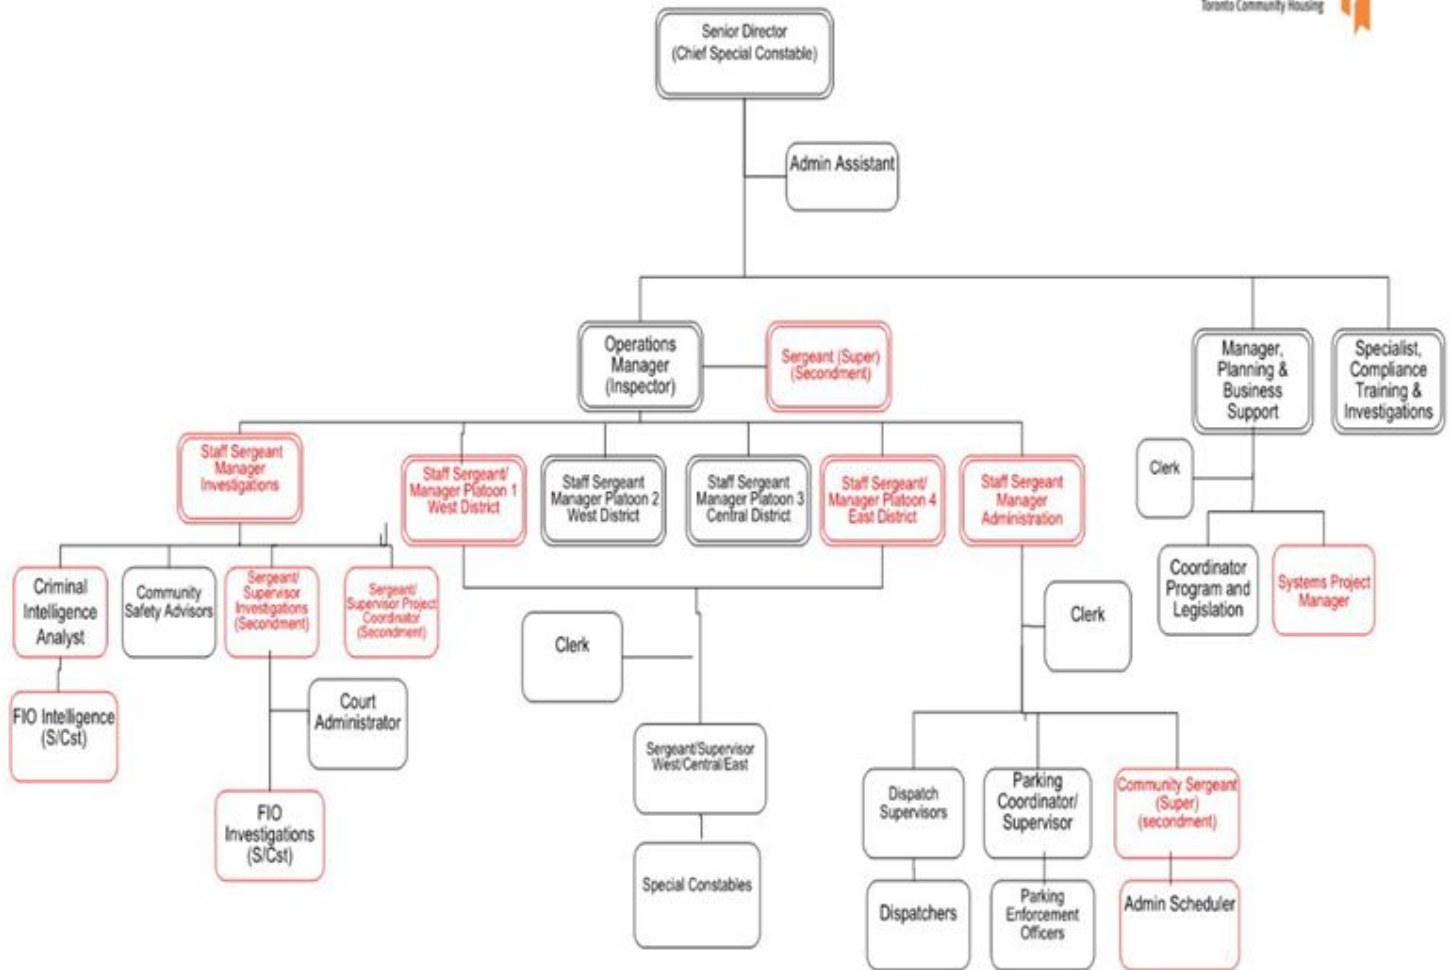 Toronto Community Housing
Senior Director
(Chief Special Constable)
Admin Assistant
Operations
Manager
(Inspector)
Sergeant (Super)
(Secondment)
Manager,
Planning &
Business
Support
Specialist,
Compliance
Training &
Investigations
Staff Sergeant
Manager
Investigations
Staff Sergeant/
Manager Platoon 1
West District
Staff Sergeant
Manager Platoon 2
West District
Staff Sergeant
Manager Platoon 3
Central District
Staff Sergeant/
Manager Platoon 4
East District
Staff Sergeant
Manager
Administration
Clerk
Criminal
Intelligence
Analyst
Community
Safety Advisors
Sergeant/
Supervisor
Investigations
(Secondment)
Sergeant/
Supervisor Project
Coordinator
(Secondment)
Coordinator
Program and
Legislation
Systems Project
Manager
Clerk
Clerk
FIO Intelligence
(S/Cst)
Court
Administrator
Sergeant/Supervisor
West/Central/East
FIO
Investigations
(S/Cst)
Dispatch
Supervisors
Parking
Coordinator/
Supervisor
Community Sergeant
(Super)
(secondment)
Special Constables
Dispatchers
Parking
Enforcement
Officers
Admin Scheduler